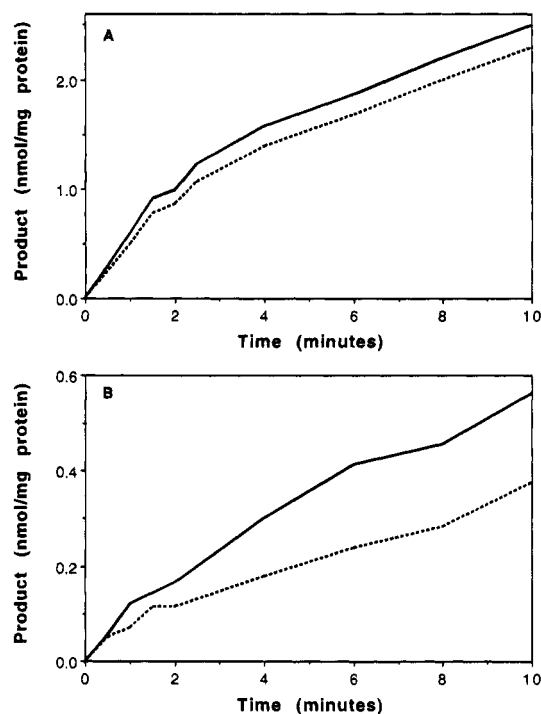 A
2.0
1.0
0.0
Product (nmol/mg protein)
0 2 4 6 8 10
Time (minutes)
B
0.6
0.4
0.2
0.0
Product (nmol/mg protein)
0 2 4 6 8 10
Time (minutes)